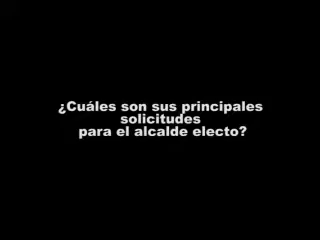 ¿Cuáles son sus principales
solicitudes
para el alcalde electo?